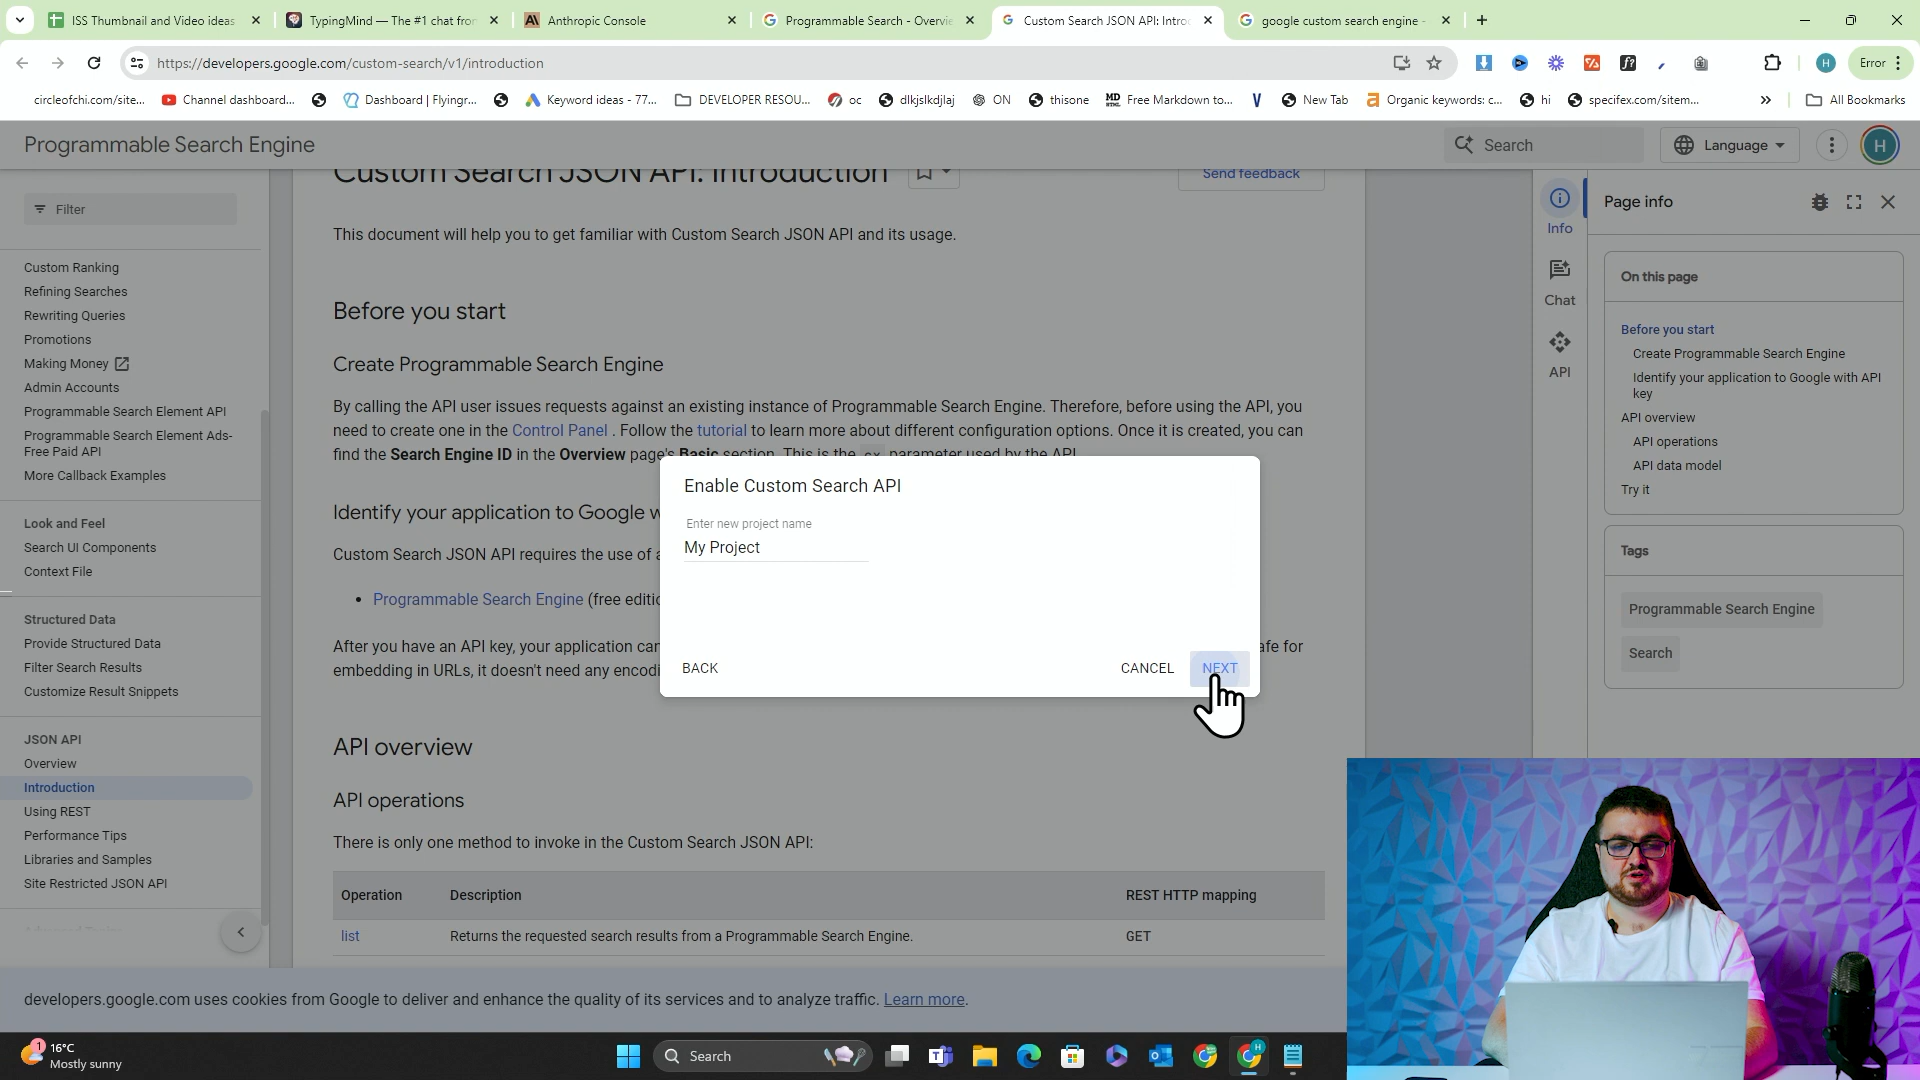 ISS Thumbnail and Video ideas
TypingMind — The #1 chat fron
Anthropic Console
Programmable Search - Overvie
Custom Search JSON API: Introd
google custom search engine -
https://developers.google.com/custom-search/v1/introduction
Error
circleofchi.com/site...
Channel dashboard...
Dashboard | Flyingr...
Keyword ideas - 77...
DEVELOPER RESOU...
oc
dlkjslkdjlaj
ON
thisone
Free Markdown to...
New Tab
Organic keywords: c...
hi
specifex.com/sitem...
All Bookmarks
Programmable Search Engine
Search
Language
H
Filter
Custom Ranking
Refining Searches
Rewriting Queries
Promotions
Making Money
Admin Accounts
Programmable Search Element API
Programmable Search Element Ads-
Free Paid API
More Callback Examples
Look and Feel
Search UI Components
Context File
Structured Data
Provide Structured Data
Filter Search Results
Customize Result Snippets
JSON API
Overview
Introduction
Using REST
Performance Tips
Libraries and Samples
Site Restricted JSON API
Custom Search JSON API: Introduction
Send feedback
This document will help you to get familiar with Custom Search JSON API and its usage.
Before you start
Create Programmable Search Engine
By calling the API user issues requests against an existing instance of Programmable Search Engine. Therefore, before using the API, you
need to create one in the Control Panel . Follow the tutorial to learn more about different configuration options. Once it is created, you can
find the Search Engine ID in the Overview page's Basic section. This is the cx parameter used by the API.
Identify your application to Google w
Custom Search JSON API requires the use of a
Programmable Search Engine (free editio
After you have an API key, your application can
afe for
embedding in URLs, it doesn't need any encodi
Enable Custom Search API
Enter new project name
My Project
BACK
CANCEL
NEXT
API overview
API operations
There is only one method to invoke in the Custom Search JSON API:
Operation
Description
REST HTTP mapping
list
Returns the requested search results from a Programmable Search Engine.
GET
Info
Chat
API
Page info
On this page
Before you start
Create Programmable Search Engine
Identify your application to Google with API
key
API overview
API operations
API data model
Try it
Tags
Programmable Search Engine
Search
developers.google.com uses cookies from Google to deliver and enhance the quality of its services and to analyze traffic. Learn more.
1
16°C
Mostly sunny
Search